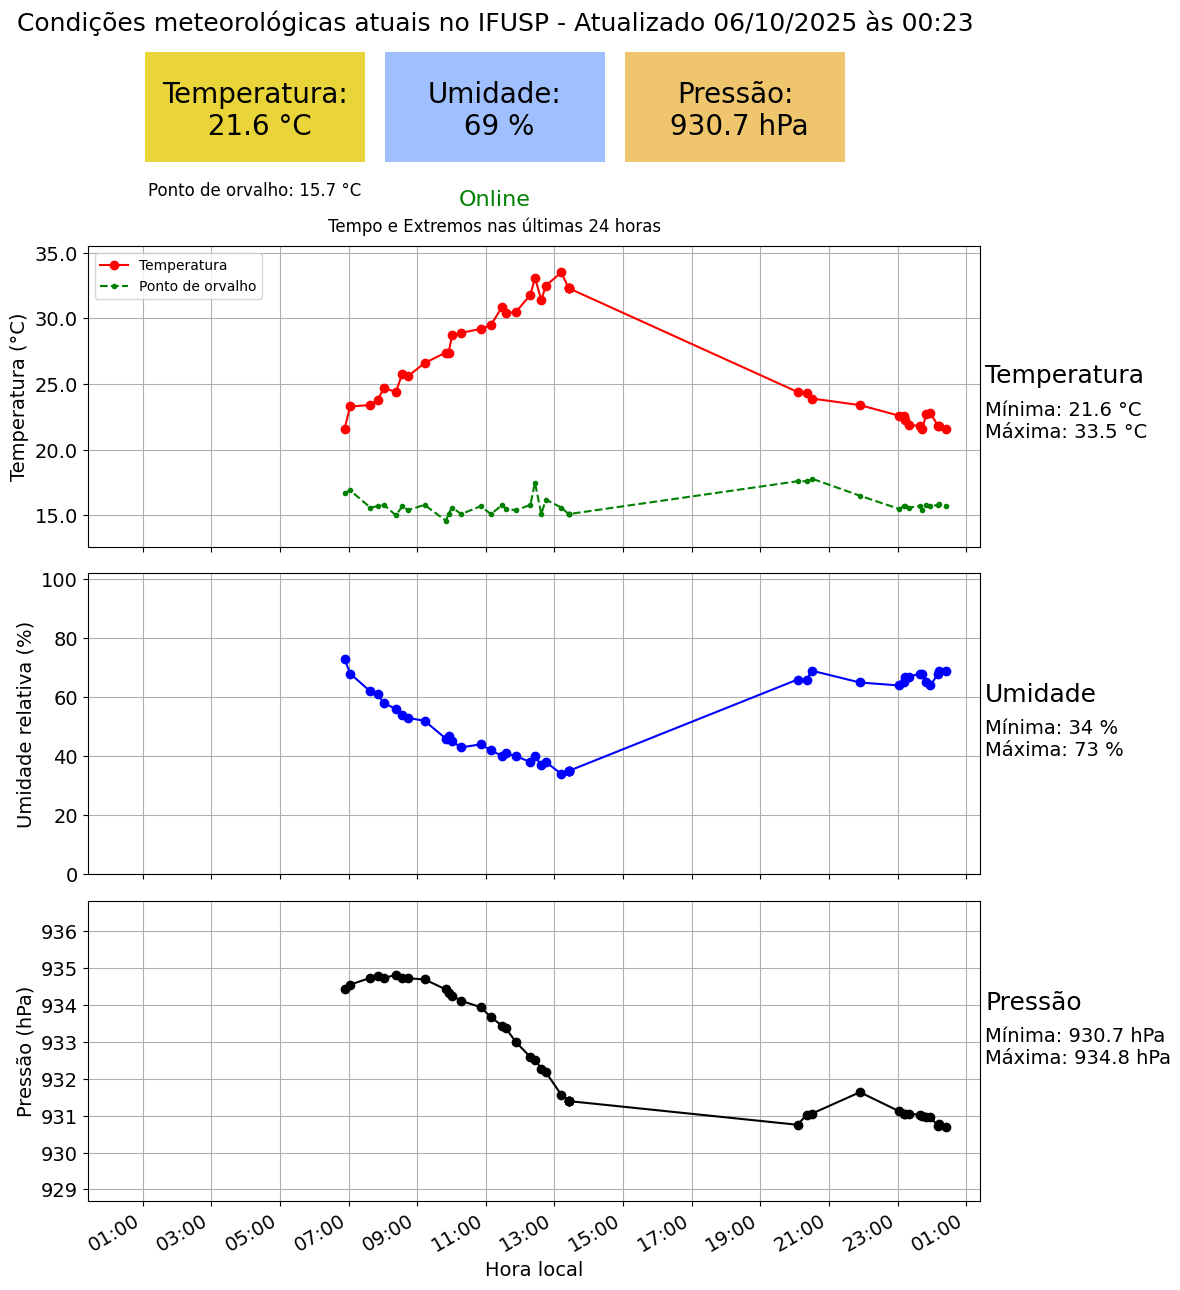 Condições meteorológicas atuais no IFUSP - Atualizado 06/10/2025 às 00:23
Temperatura:
21.6 °C
Umidade:
69 %
Pressão:
930.7 hPa
Ponto de orvalho: 15.7 °C
Online
Tempo e Extremos nas últimas 24 horas
Temperatura (°C)
35.0
30.0
25.0
20.0
15.0
Temperatura
Ponto de orvalho
Temperatura
Mínima: 21.6 °C
Máxima: 33.5 °C
Umidade relativa (%)
100
80
60
40
20
0
Umidade
Mínima: 34 %
Máxima: 73 %
Pressão (hPa)
936
935
934
933
932
931
930
929
Pressão
Mínima: 930.7 hPa
Máxima: 934.8 hPa
01:00 03:00 05:00 07:00 09:00 11:00 13:00 15:00 17:00 19:00 21:00 23:00 01:00
Hora local